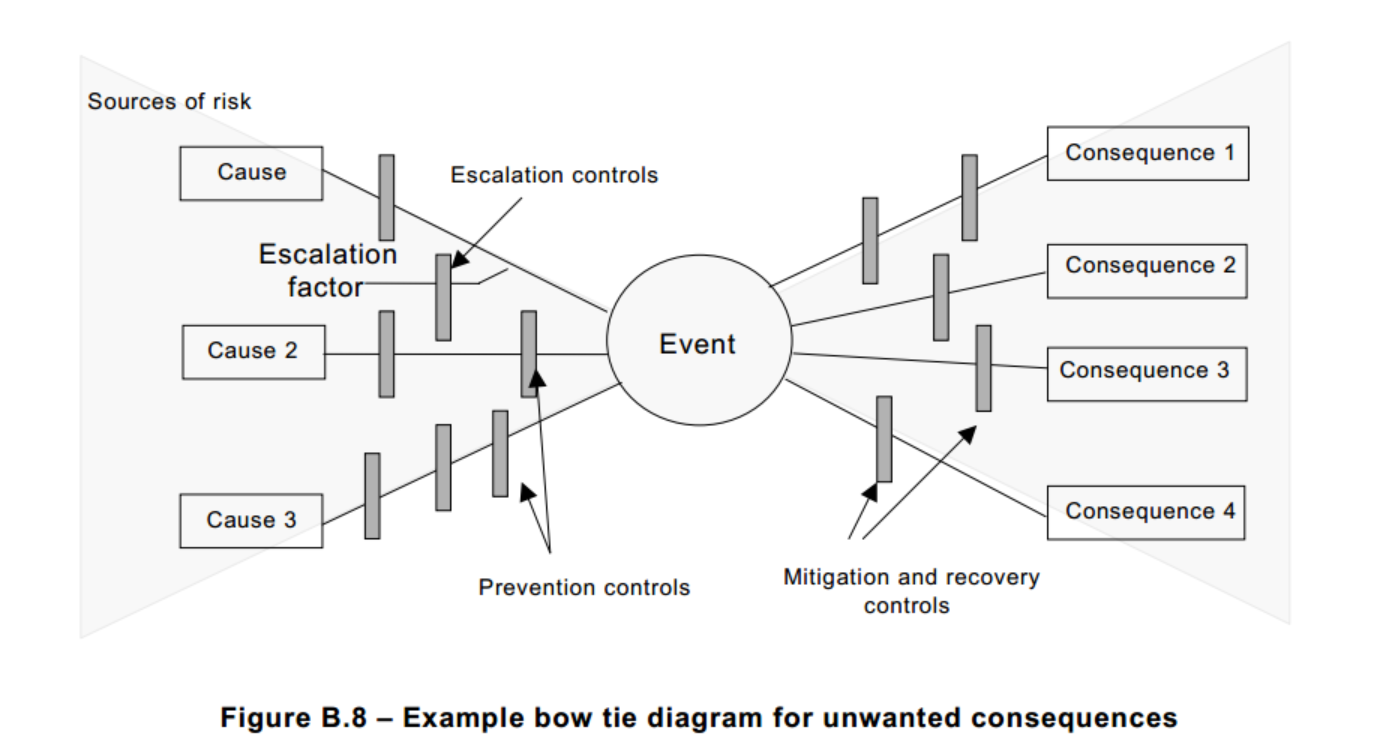 Sources of risk
Cause
Escalation controls
Consequence 1
Escalation
factor
Consequence 2
Cause 2
Event
Consequence 3
Cause 3
Consequence 4
Prevention controls
Mitigation and recovery
controls
Figure B.8 – Example bow tie diagram for unwanted consequences